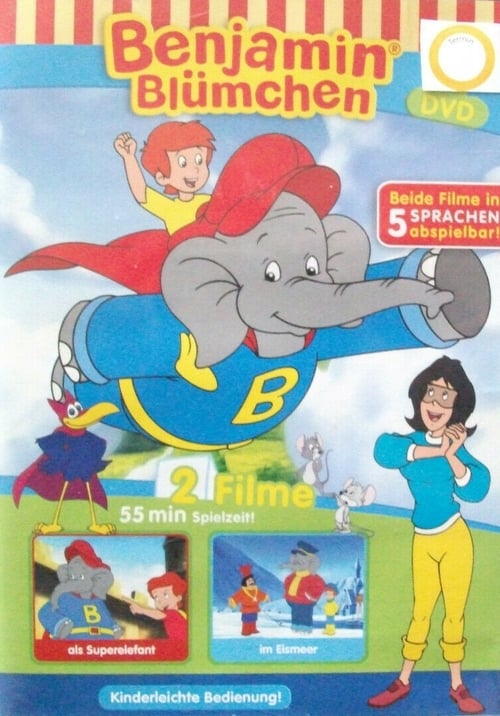 Benjamin®
Blümchen
Termin
DVD
Beide Filme in
5 SPRACHEN
abspielbar!
B
2 Filme
55 min Spielzeit!
B
als Superelefant
im Eismeer
Kinderleichte Bedienung!